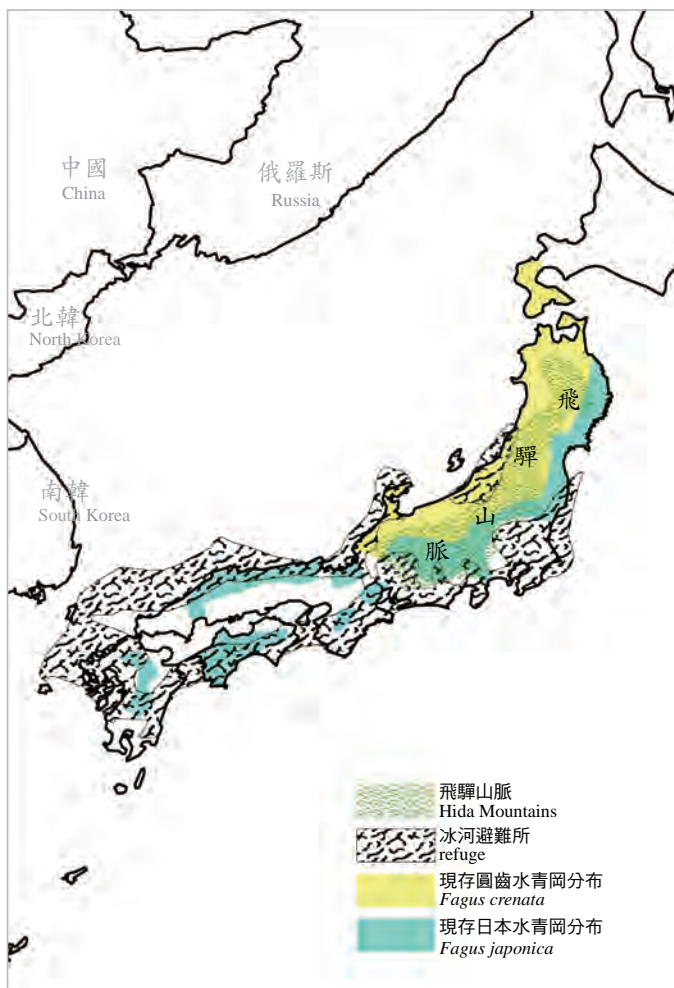 中國
China
俄羅斯
Russia
北韓
North Korea
南韓
South Korea
飛
驒
山
脈
飛驒山脈
Hida Mountains
冰河避難所
refuge
現存圓齒水青岡分布
Fagus crenata
現存日本水青岡分布
Fagus japonica